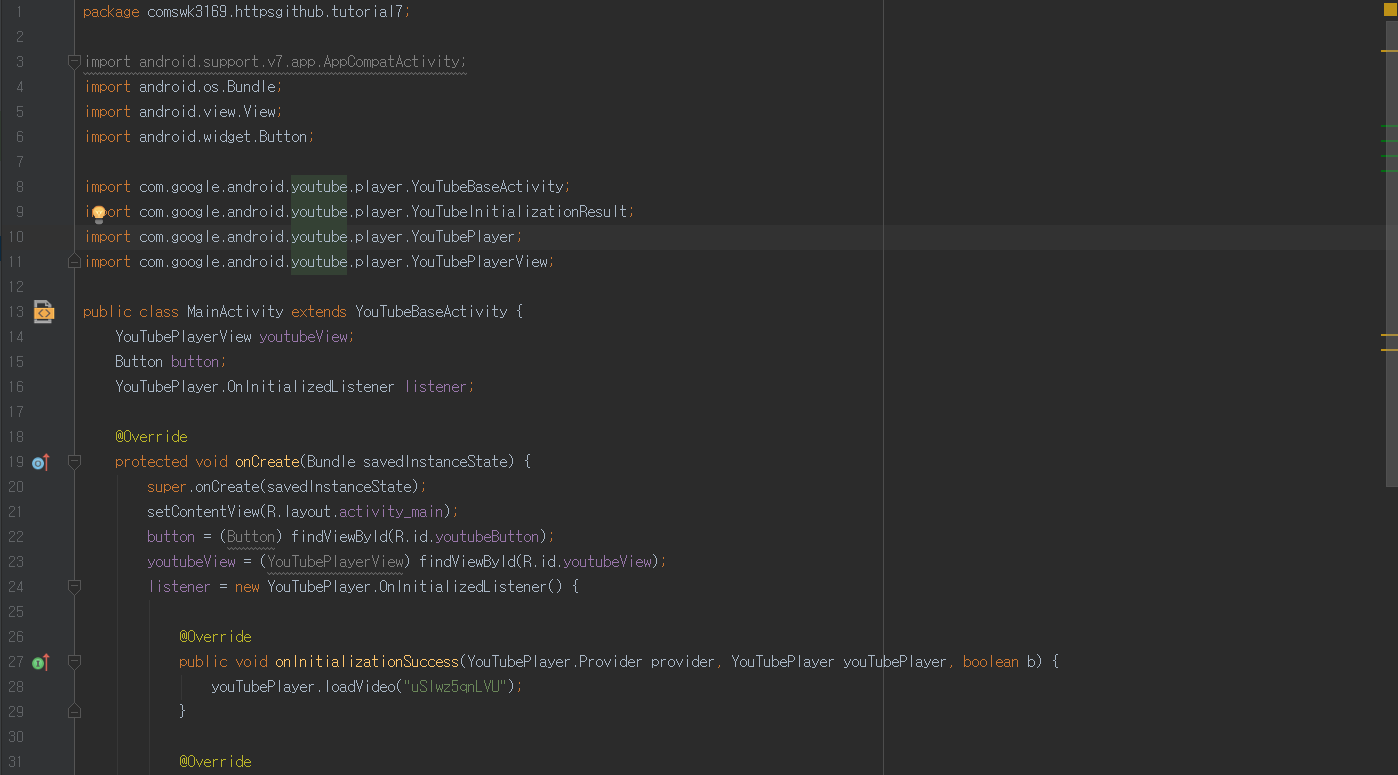 1 package comswk3169.httpsgithub.tutorial7;
2
3 import android.support.v7.app.AppCompatActivity;
4 import android.os.Bundle;
5 import android.view.View;
6 import android.widget.Button;
7
8 import com.google.android.youtube.player.YouTubeBaseActivity;
9 import com.google.android.youtube.player.YouTubeInitializationResult;
10 import com.google.android.youtube.player.YouTubePlayer;
11 import com.google.android.youtube.player.YouTubePlayerView;
12
13 public class MainActivity extends YouTubeBaseActivity {
14 YouTubePlayerView youtubeView;
15 Button button;
16 YouTubePlayer.OnInitializedListener listener;
17
18 @Override
19 protected void onCreate(Bundle savedInstanceState) {
20 super.onCreate(savedInstanceState);
21 setContentView(R.layout.activity_main);
22 button = (Button) findViewById(R.id.youtubeButton);
23 youtubeView = (YouTubePlayerView) findViewById(R.id.youtubeView);
24 listener = new YouTubePlayer.OnInitializedListener() {
25
26 @Override
27 public void onInitializationSuccess(YouTubePlayer.Provider provider, YouTubePlayer youTubePlayer, boolean b) {
28 youTubePlayer.loadVideo("uSlwz5qnLVU");
29 }
30
31 @Override